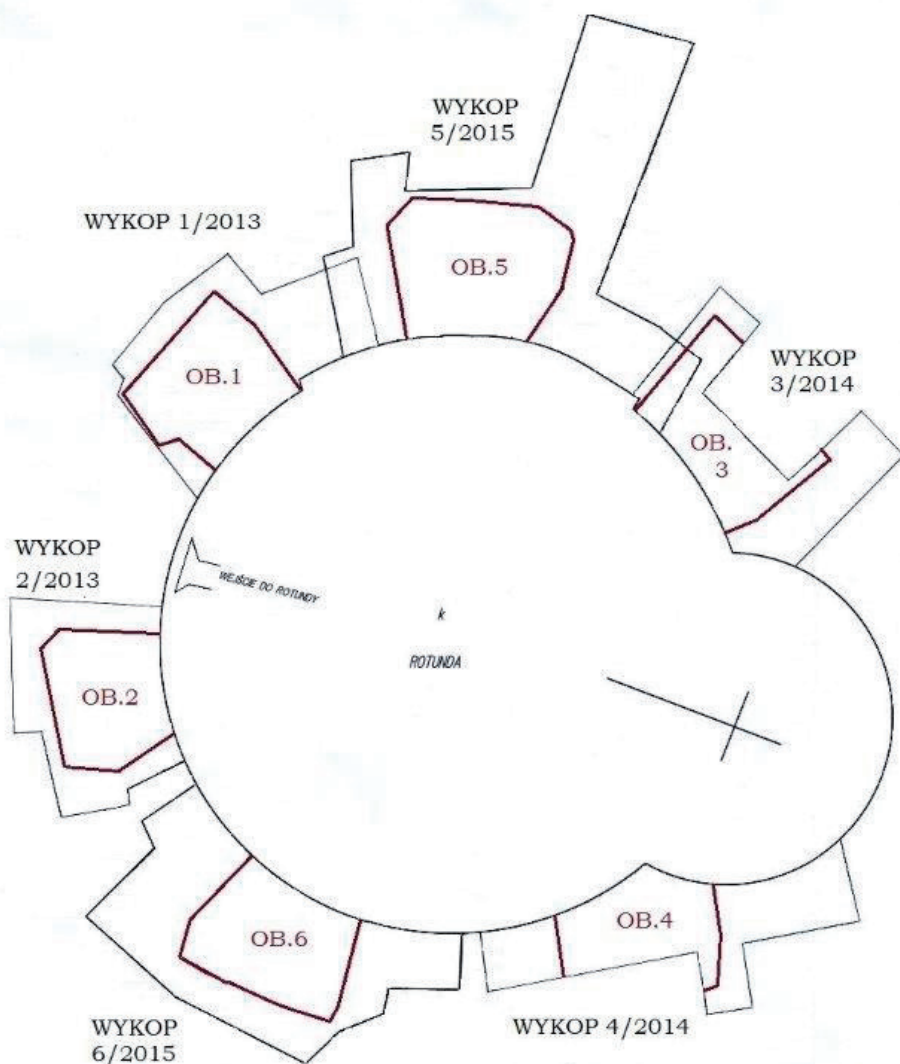 WYKOP
5/2015
WYKOP 1/2013
OB.5
OB.1
WYKOP
3/2014
OB.
3
WYKOP
2/2013
WEJŚCIE DO ROTUNDY
k
ROTUNDA
OB.2
OB.6
OB.4
WYKOP
6/2015
WYKOP 4/2014